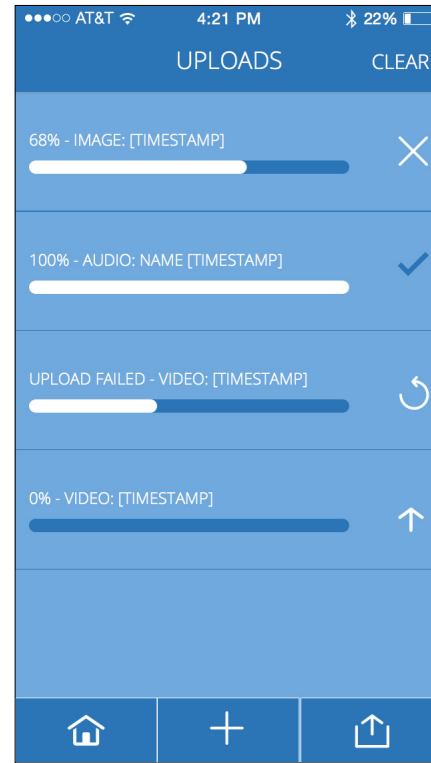 AT&T 4:21 PM 22%
UPLOADS CLEAR
68% - IMAGE: [TIMESTAMP]
100% - AUDIO: NAME [TIMESTAMP]
UPLOAD FAILED - VIDEO: [TIMESTAMP]
0% - VIDEO: [TIMESTAMP]